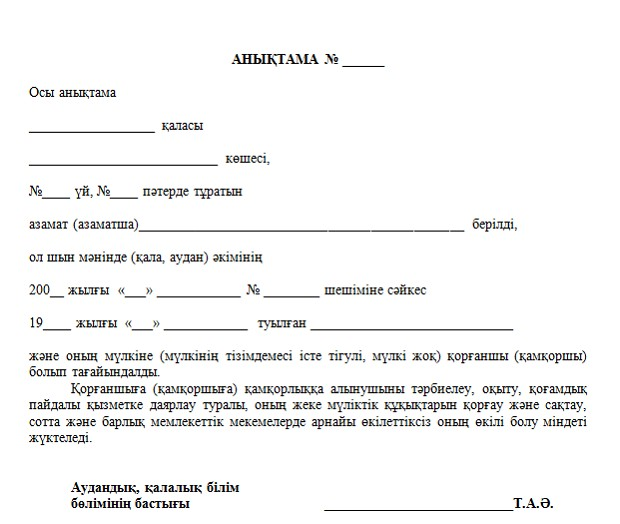 АНЫҚТАМА № ______
Осы анықтама
__________________ қаласы
___________________________ көшесі,
№____ үй, №____ пәтерде тұратын
азамат (азаматша)_______________________________________________ берілді,
ол шын мәнінде (қала, аудан) әкімінің
200__ жылғы «___» ____________ № ________ шешіміне сәйкес
19____ жылғы «___» ____________ туылған _____________________________
және оның мүлкіне (мүлкінің тізімдемесі істе тігулі, мүлкі жоқ) қорғаншы (қамқоршы)
болып тағайындалды.
Қорғаншыға (қамқоршыға) қамқорлыққа алынушыны тәрбиелеу, оқыту, қоғамдық
пайдалы қызметке даярлау туралы, оның жеке мүліктік құқықтарын қорғау және сақтау,
сотта және барлық мемлекеттік мекемелерде арнайы өкілеттіксіз оның өкілі болу міндеті
жүктеледі.
Аудандық, қалалық білім
бөлімінің бастығы _______________________Т.А.Ә.